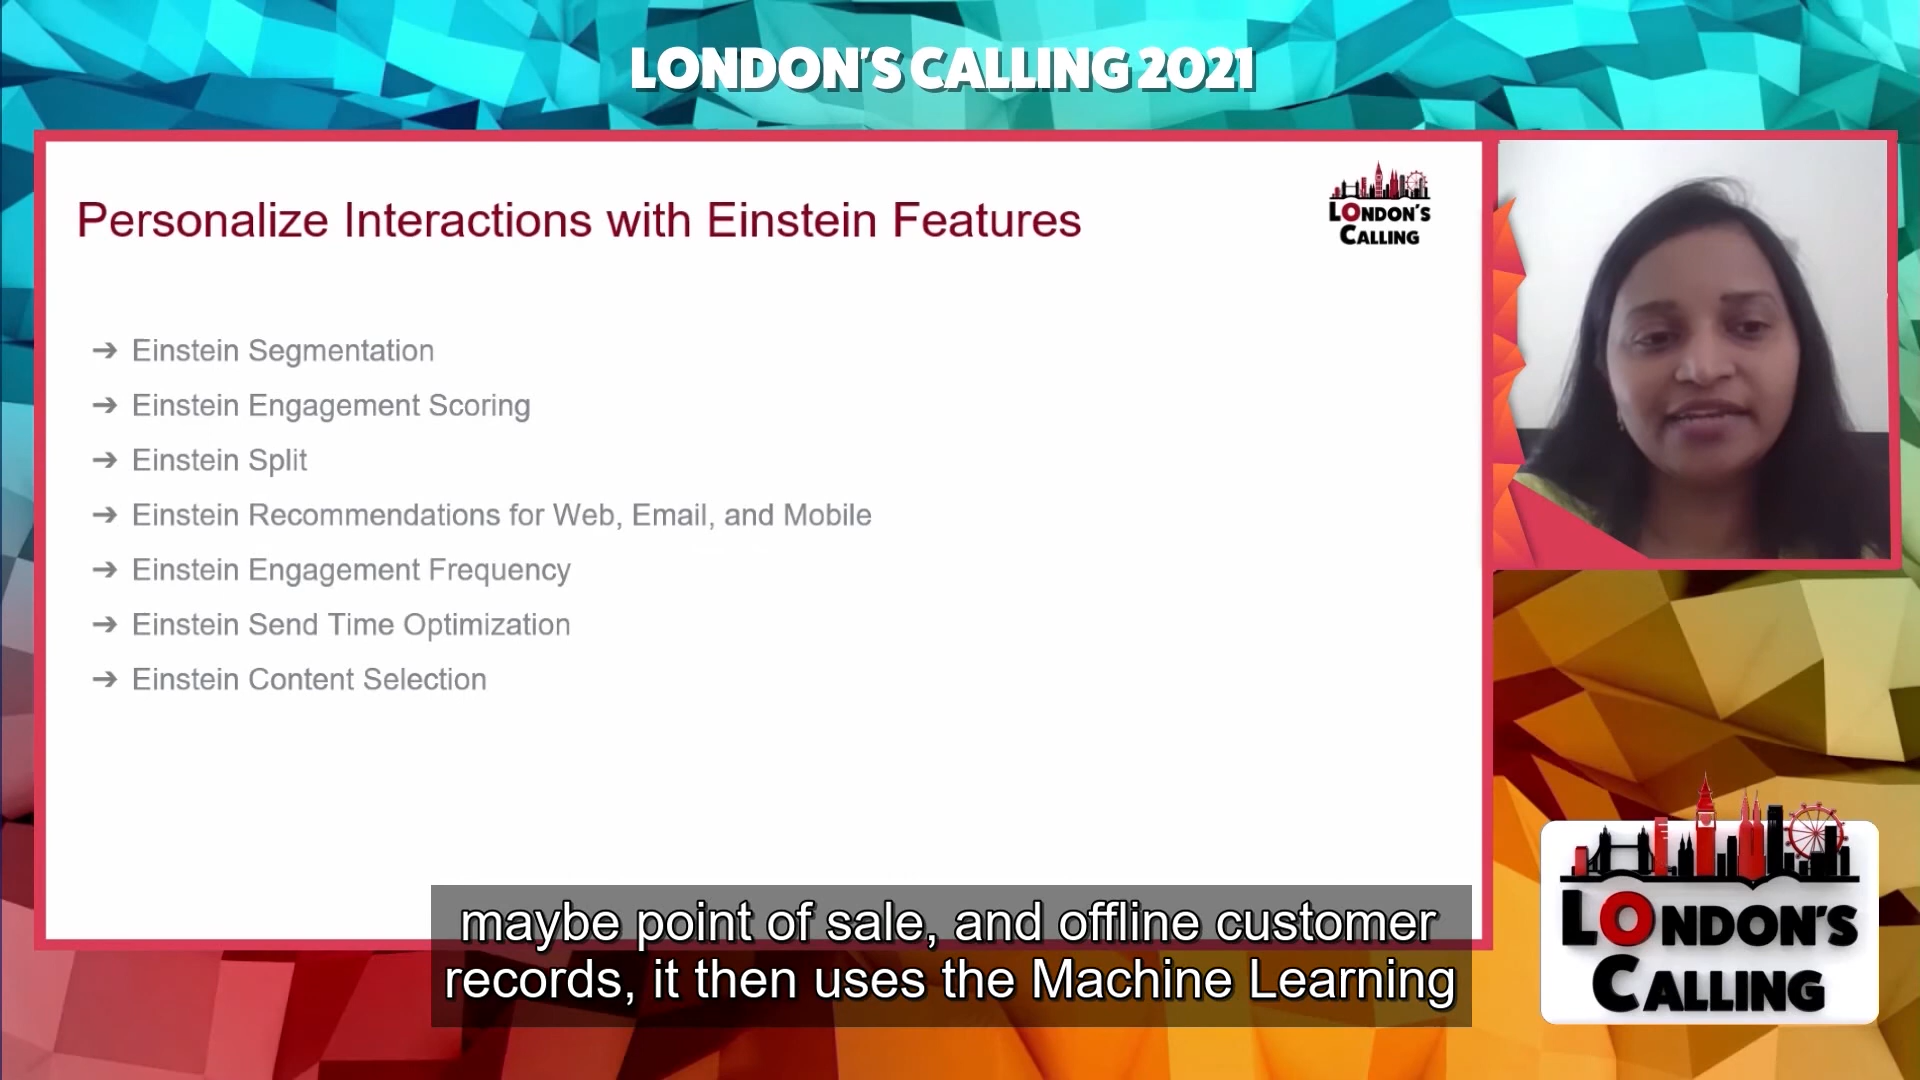 LONDON'S CALLING 2021
Personalize Interactions with Einstein Features
LONDON'S
CALLING
➔ Einstein Segmentation
➔ Einstein Engagement Scoring
➔ Einstein Split
➔ Einstein Recommendations for Web, Email, and Mobile
➔ Einstein Engagement Frequency
➔ Einstein Send Time Optimization
➔ Einstein Content Selection
maybe point of sale, and offline customer
records, it then uses the Machine Learning
LONDON'S
CALLING